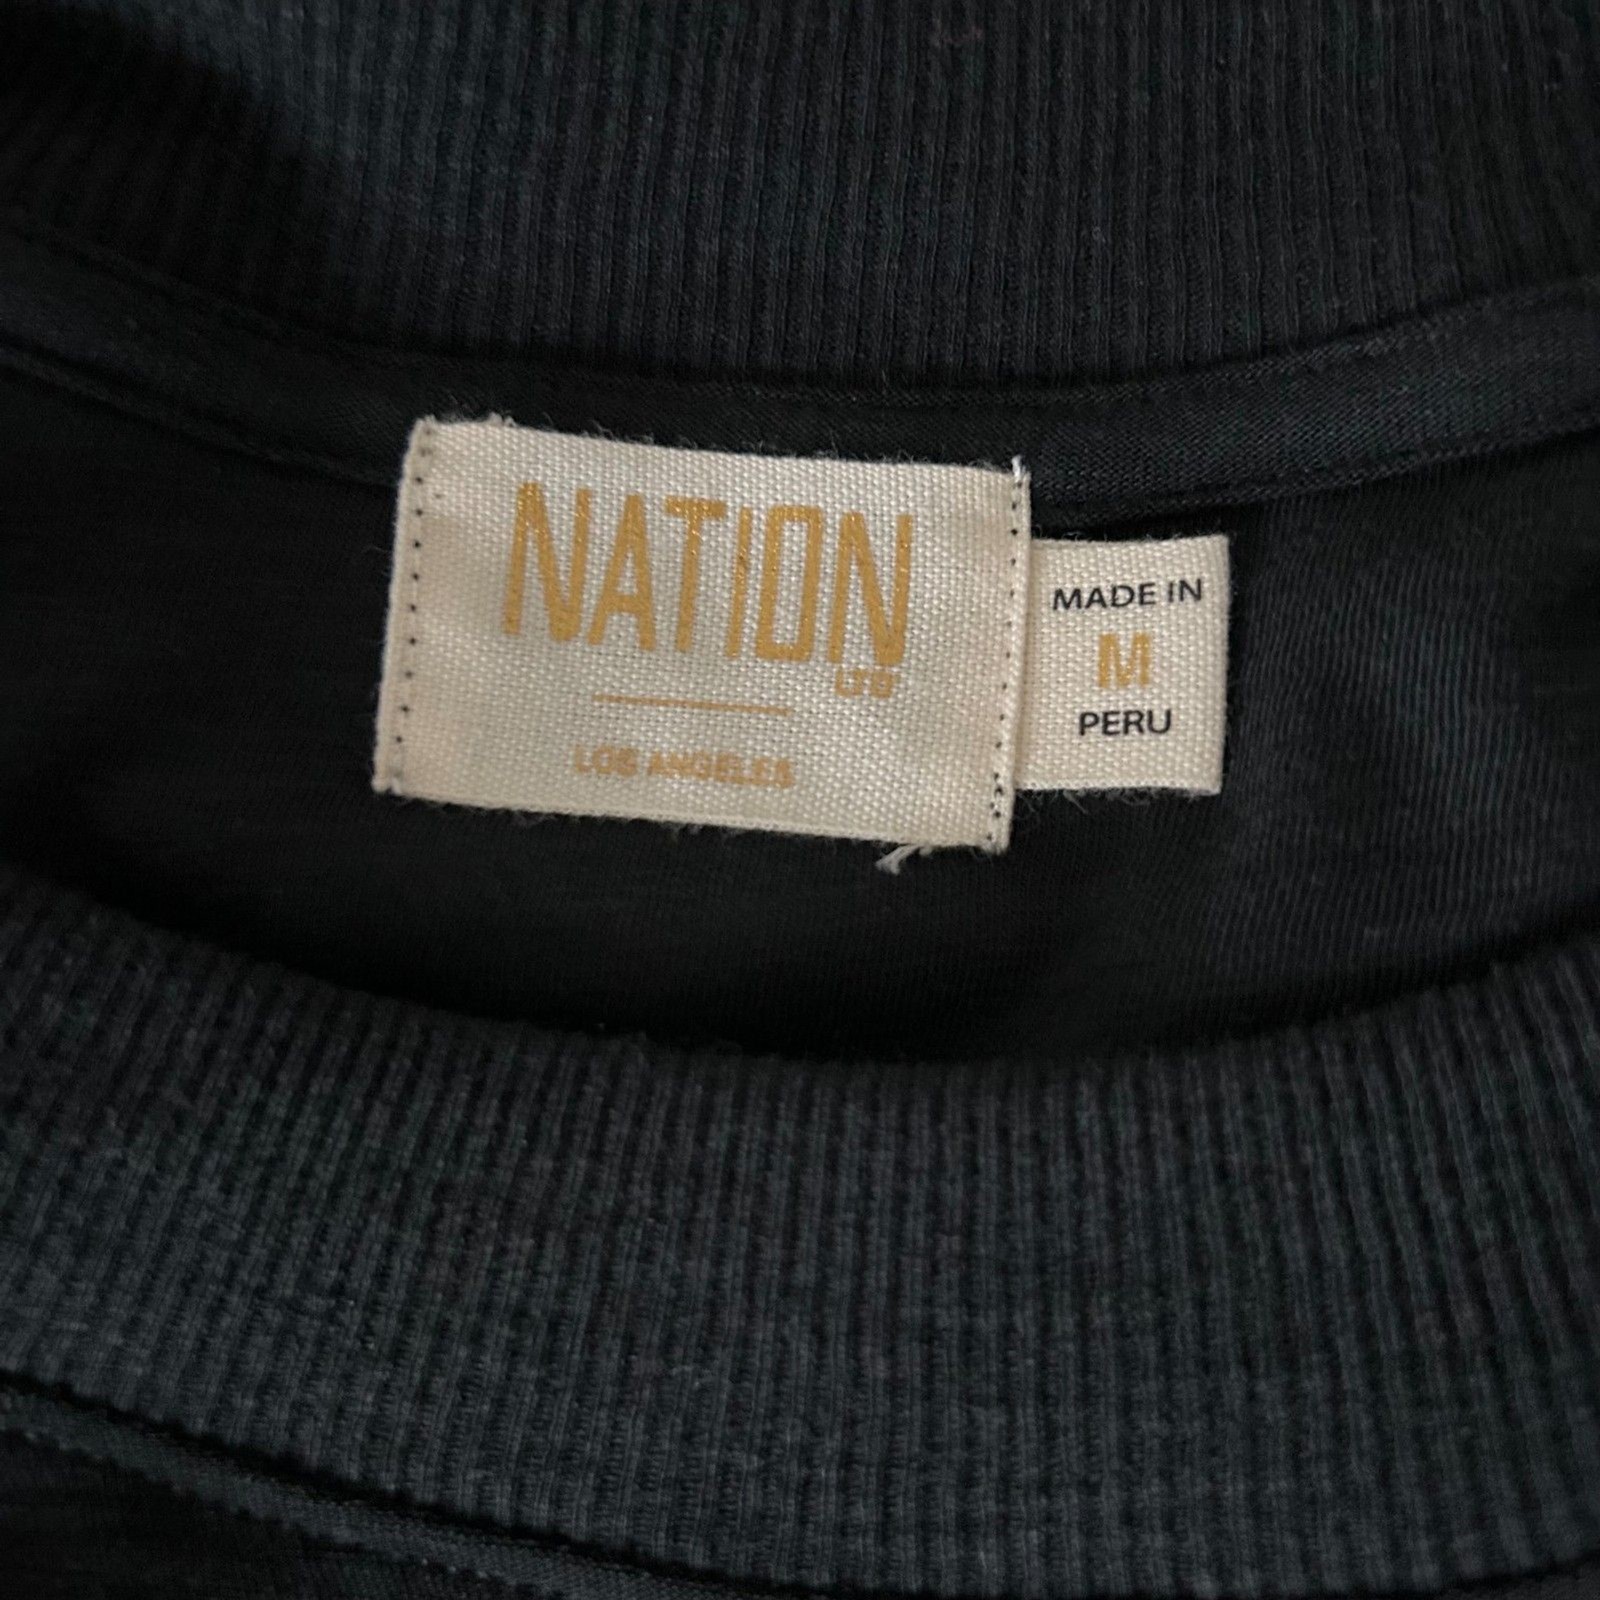 NATION
LTD
LOS ANGELES
MADE IN
M
PERU